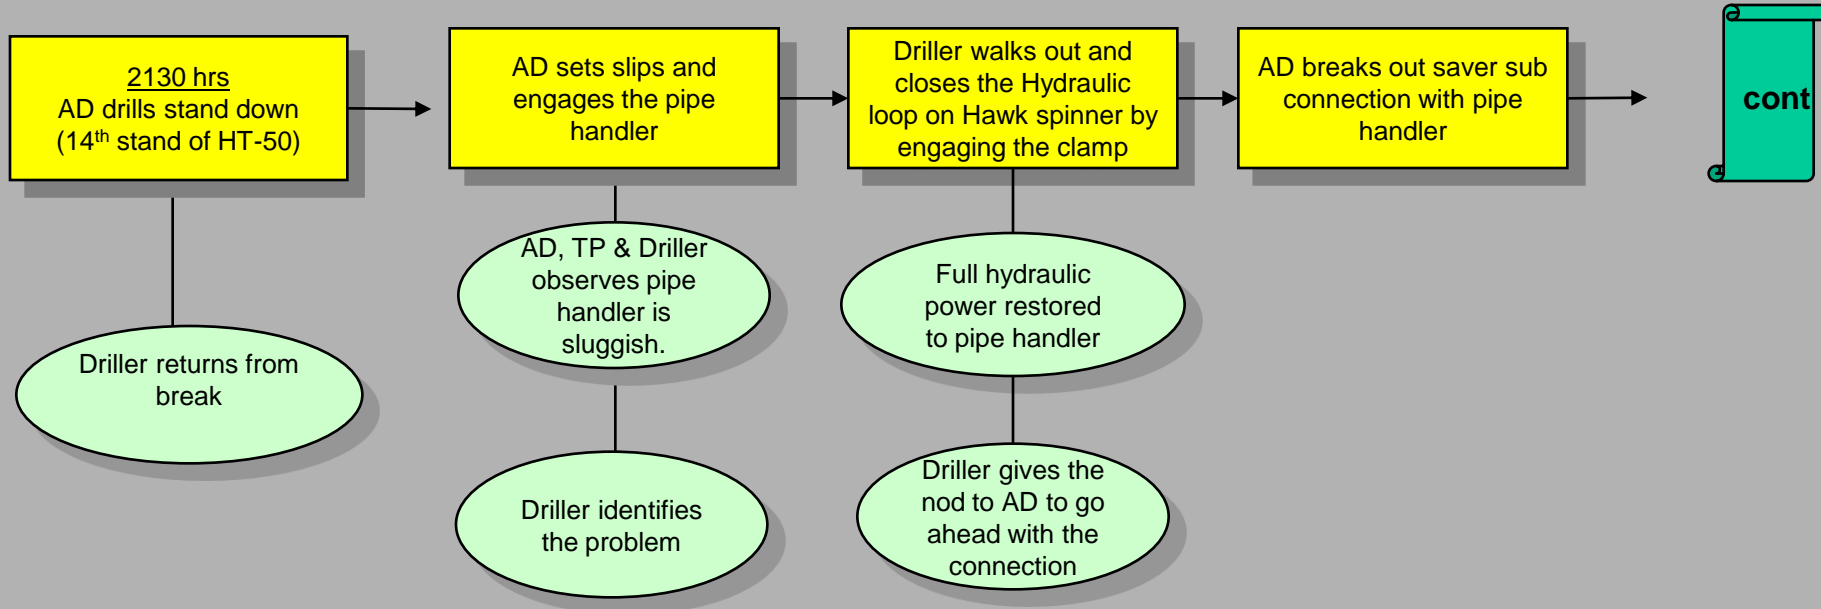 2130 hrs
AD drills stand down
(14th stand of HT-50)
AD sets slips and
engages the pipe
handler
Driller walks out and
closes the Hydraulic
loop on Hawk spinner by
engaging the clamp
AD breaks out saver sub
connection with pipe
handler
cont
Driller returns from
break
AD, TP & Driller
observes pipe
handler is
sluggish.
Full hydraulic
power restored
to pipe handler
Driller identifies
the problem
Driller gives the
nod to AD to go
ahead with the
connection